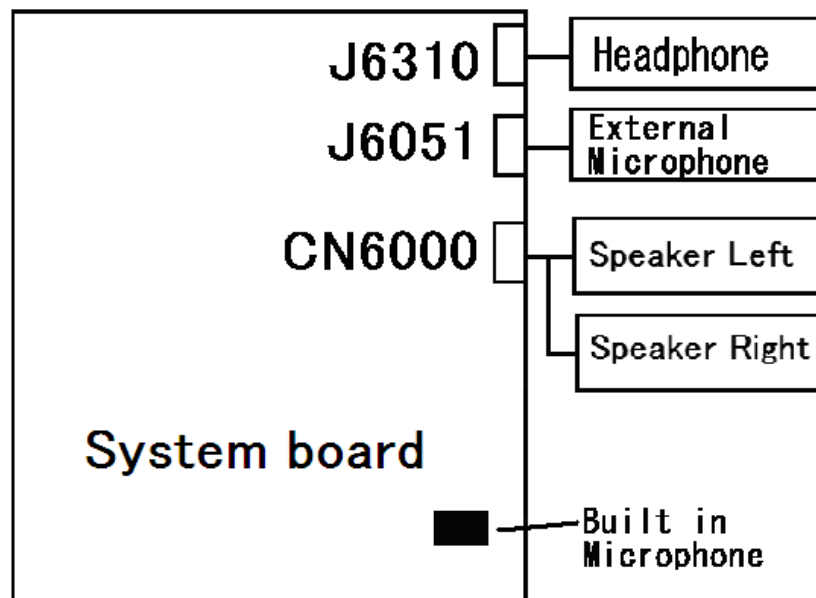 J6310
Headphone
J6051
External
Microphone
CN6000
Speaker Left
Speaker Right
System board
Built in
Microphone